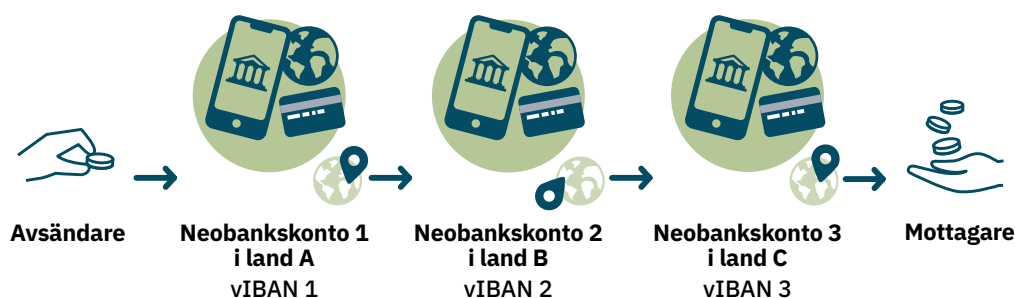 Avsändare
Neobankskonto 1
i land A
vIBAN 1
Neobankskonto 2
i land B
vIBAN 2
Neobankskonto 3
i land C
vIBAN 3
Mottagare